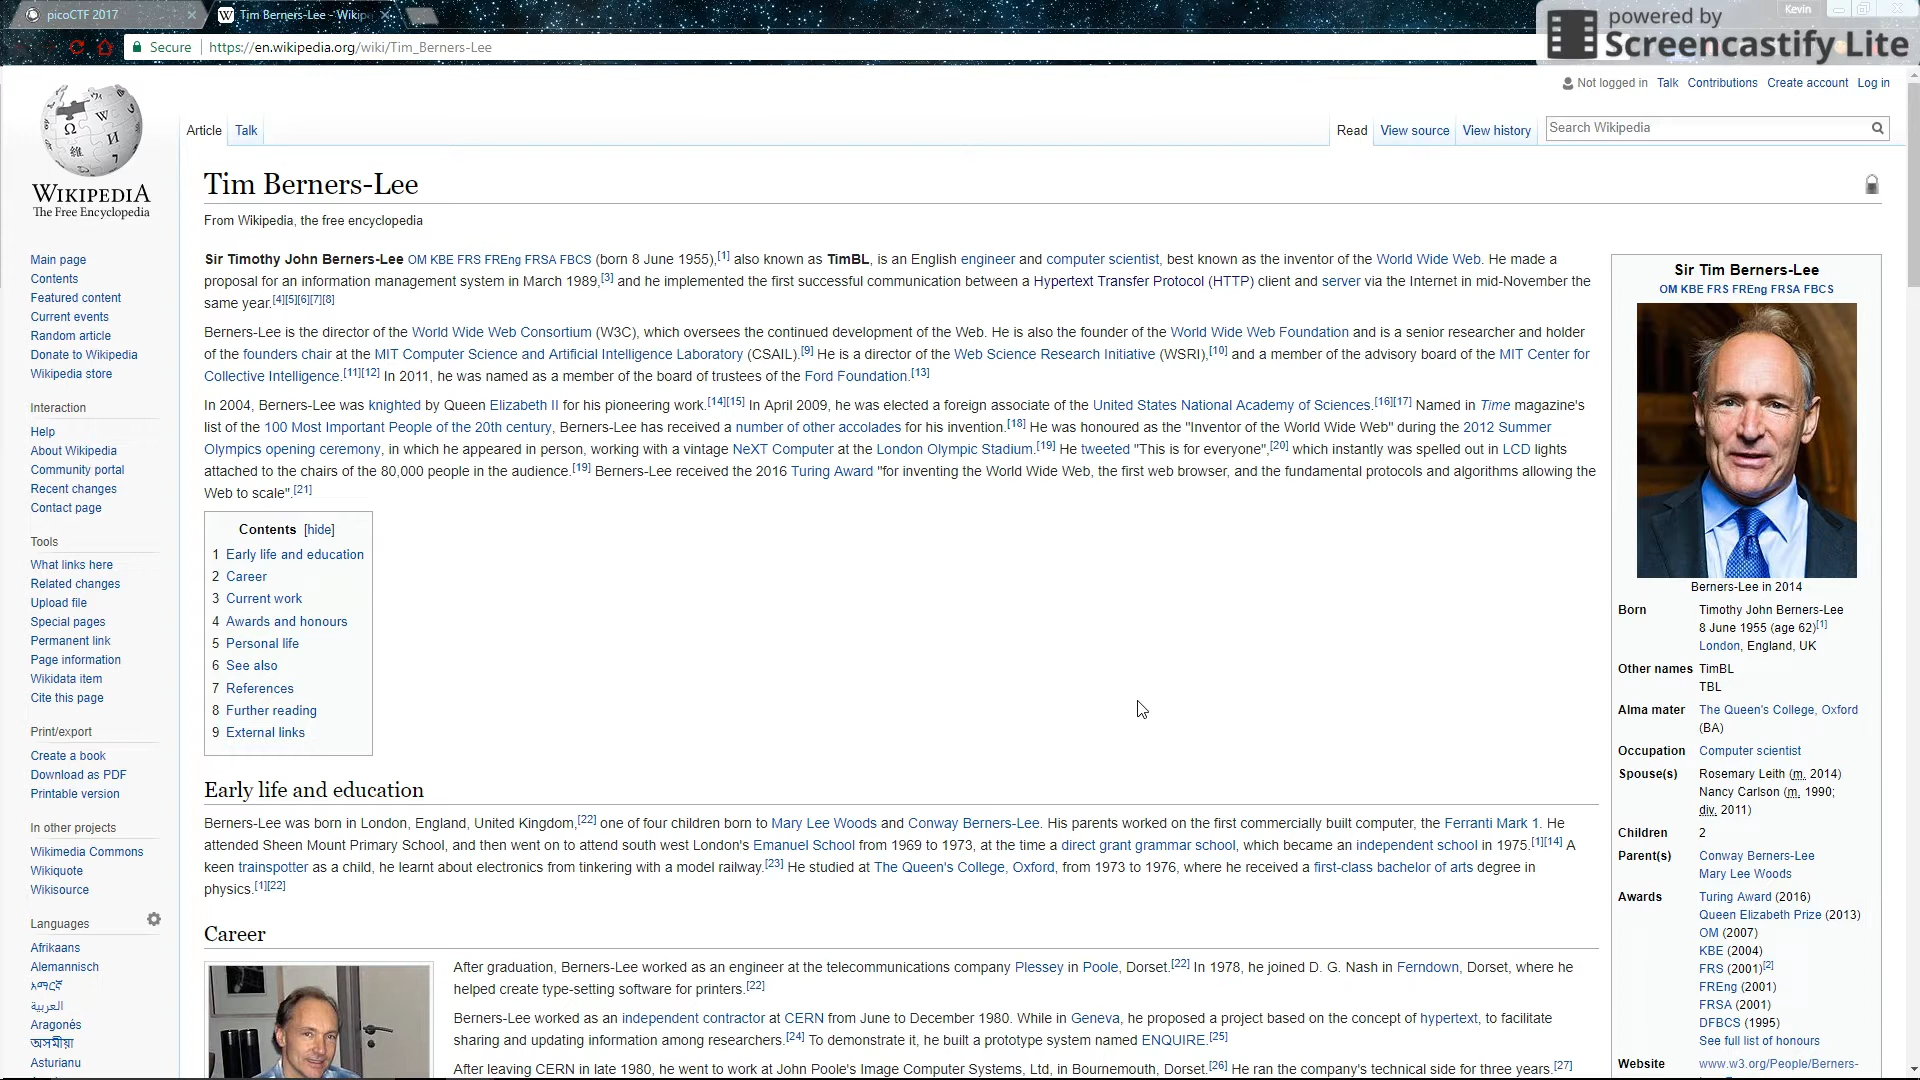 picoCTF 2017
Tim Berners-Lee - Wikip
Kevin
powered by
Screencastify Lite
Secure
https://en.wikipedia.org/wiki/Tim_Berners-Lee
Not logged in Talk Contributions Create account Log in
Article Talk
Read View source View history
Search Wikipedia
WIKIPEDIA
The Free Encyclopedia
Main page
Contents
Featured content
Current events
Random article
Donate to Wikipedia
Wikipedia store
Interaction
Help
About Wikipedia
Community portal
Recent changes
Contact page
Tools
What links here
Related changes
Upload file
Special pages
Permanent link
Page information
Wikidata item
Cite this page
Print/export
Create a book
Download as PDF
Printable version
In other projects
Wikimedia Commons
Wikiquote
Wikisource
Languages
Afrikaans
Alemannisch
አማርኛ
العربية
Aragonés
অসমীয়া
Asturianu
Tim Berners-Lee
From Wikipedia, the free encyclopedia
Sir Timothy John Berners-Lee OM KBE FRS FREng FRSA FBCS (born 8 June 1955),[1] also known as TimBL, is an English engineer and computer scientist, best known as the inventor of the World Wide Web. He made a
proposal for an information management system in March 1989,[3] and he implemented the first successful communication between a Hypertext Transfer Protocol (HTTP) client and server via the Internet in mid-November the
same year.[4][5][6][7][8]
Berners-Lee is the director of the World Wide Web Consortium (W3C), which oversees the continued development of the Web. He is also the founder of the World Wide Web Foundation and is a senior researcher and holder
of the founders chair at the MIT Computer Science and Artificial Intelligence Laboratory (CSAIL).[9] He is a director of the Web Science Research Initiative (WSRI),[10] and a member of the advisory board of the MIT Center for
Collective Intelligence.[11][12] In 2011, he was named as a member of the board of trustees of the Ford Foundation.[13]
In 2004, Berners-Lee was knighted by Queen Elizabeth II for his pioneering work.[14][15] In April 2009, he was elected a foreign associate of the United States National Academy of Sciences.[16][17] Named in Time magazine's
list of the 100 Most Important People of the 20th century, Berners-Lee has received a number of other accolades for his invention.[18] He was honoured as the "Inventor of the World Wide Web" during the 2012 Summer
Olympics opening ceremony, in which he appeared in person, working with a vintage NeXT Computer at the London Olympic Stadium.[19] He tweeted "This is for everyone",[20] which instantly was spelled out in LCD lights
attached to the chairs of the 80,000 people in the audience.[19] Berners-Lee received the 2016 Turing Award "for inventing the World Wide Web, the first web browser, and the fundamental protocols and algorithms allowing the
Web to scale".[21]
Contents [hide]
1 Early life and education
2 Career
3 Current work
4 Awards and honours
5 Personal life
6 See also
7 References
8 Further reading
9 External links
Early life and education
Berners-Lee was born in London, England, United Kingdom,[22] one of four children born to Mary Lee Woods and Conway Berners-Lee. His parents worked on the first commercially built computer, the Ferranti Mark 1. He
attended Sheen Mount Primary School, and then went on to attend south west London's Emanuel School from 1969 to 1973, at the time a direct grant grammar school, which became an independent school in 1975.[1][14] A
keen trainspotter as a child, he learnt about electronics from tinkering with a model railway.[23] He studied at The Queen's College, Oxford, from 1973 to 1976, where he received a first-class bachelor of arts degree in
physics.[1][22]
Career
After graduation, Berners-Lee worked as an engineer at the telecommunications company Plessey in Poole, Dorset.[22] In 1978, he joined D. G. Nash in Ferndown, Dorset, where he
helped create type-setting software for printers.[22]
Berners-Lee worked as an independent contractor at CERN from June to December 1980. While in Geneva, he proposed a project based on the concept of hypertext, to facilitate
sharing and updating information among researchers.[24] To demonstrate it, he built a prototype system named ENQUIRE.[25]
After leaving CERN in late 1980, he went to work at John Poole's Image Computer Systems, Ltd, in Bournemouth, Dorset.[26] He ran the company's technical side for three years.[27]
Sir Tim Berners-Lee
OM KBE FRS FREng FRSA FBCS
Berners-Lee in 2014
Born Timothy John Berners-Lee
8 June 1955 (age 62)[1]
London, England, UK
Other names TimBL
TBL
Alma mater The Queen's College, Oxford
(BA)
Occupation Computer scientist
Spouse(s) Rosemary Leith (m. 2014)
Nancy Carlson (m. 1990;
div. 2011)
Children 2
Parent(s) Conway Berners-Lee
Mary Lee Woods
Awards Turing Award (2016)
Queen Elizabeth Prize (2013)
OM (2007)
KBE (2004)
FRS (2001)[2]
FREng (2001)
FRSA (2001)
DFBCS (1995)
See full list of honours
Website www.w3.org/People/Berners-